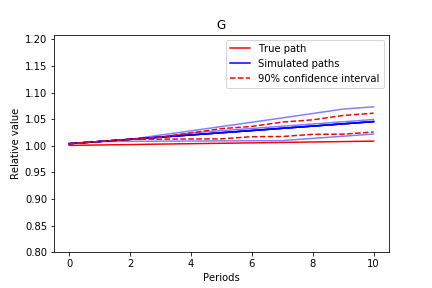 G
1.20
1.15
1.10
1.05
1.00
0.95
0.90
0.85
0.80
Relative value
True path
Simulated paths
90% confidence interval
0 2 4 6 8 10
Periods